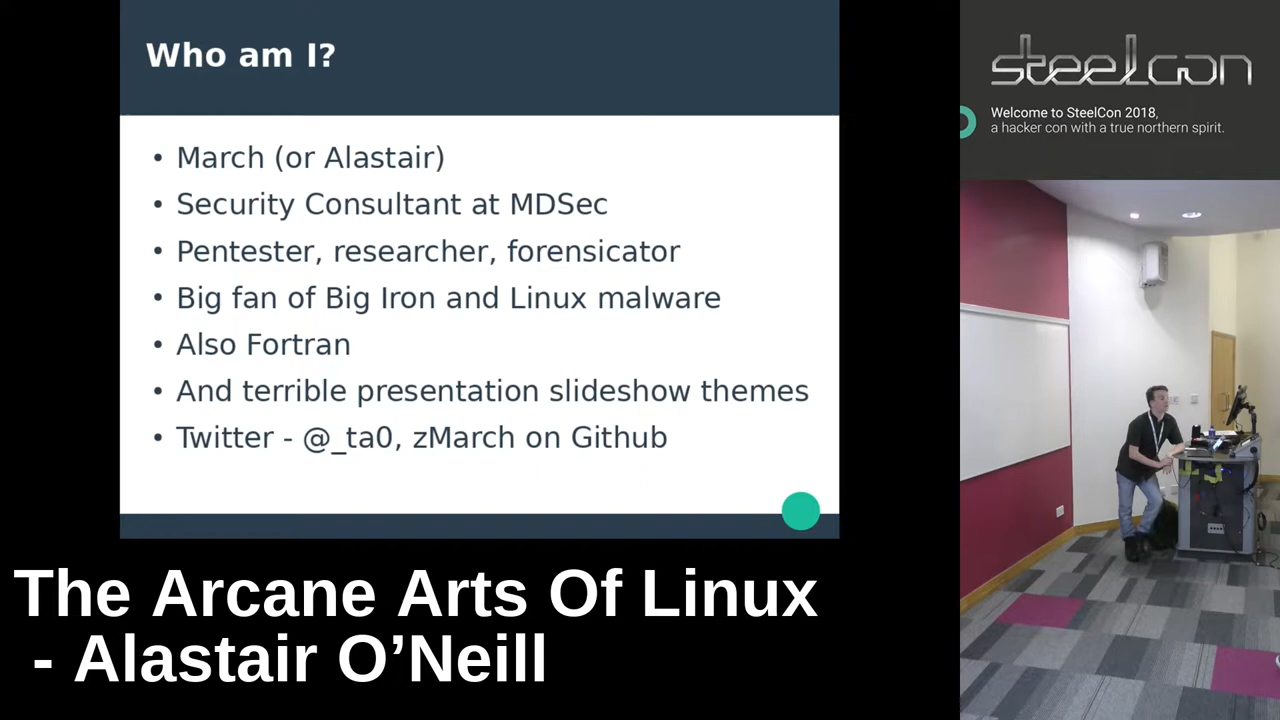 Who am I?
• March (or Alastair)
• Security Consultant at MDSec
• Pentester, researcher, forensicator
• Big fan of Big Iron and Linux malware
• Also Fortran
• And terrible presentation slideshow themes
• Twitter - @_ta0, zMarch on Github
The Arcane Arts Of Linux
- Alastair O’Neill
steelcon
Welcome to SteelCon 2018,
a hacker con with a true northern spirit.